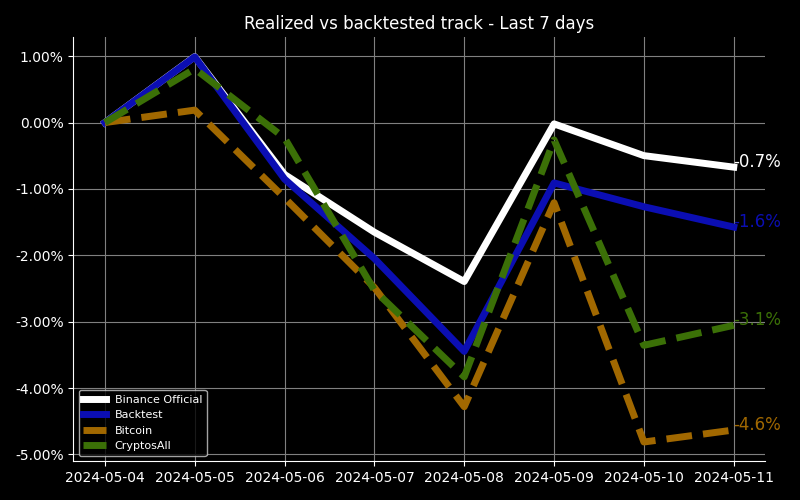 Realized vs backtested track - Last 7 days
1.00%
0.00%
-1.00%
-2.00%
-3.00%
-4.00%
-5.00%
-0.7%
-1.6%
-3.1%
-4.6%
Binance Official
Backtest
Bitcoin
CryptosAll
2024-05-04 2024-05-05 2024-05-06 2024-05-07 2024-05-08 2024-05-09 2024-05-10 2024-05-11